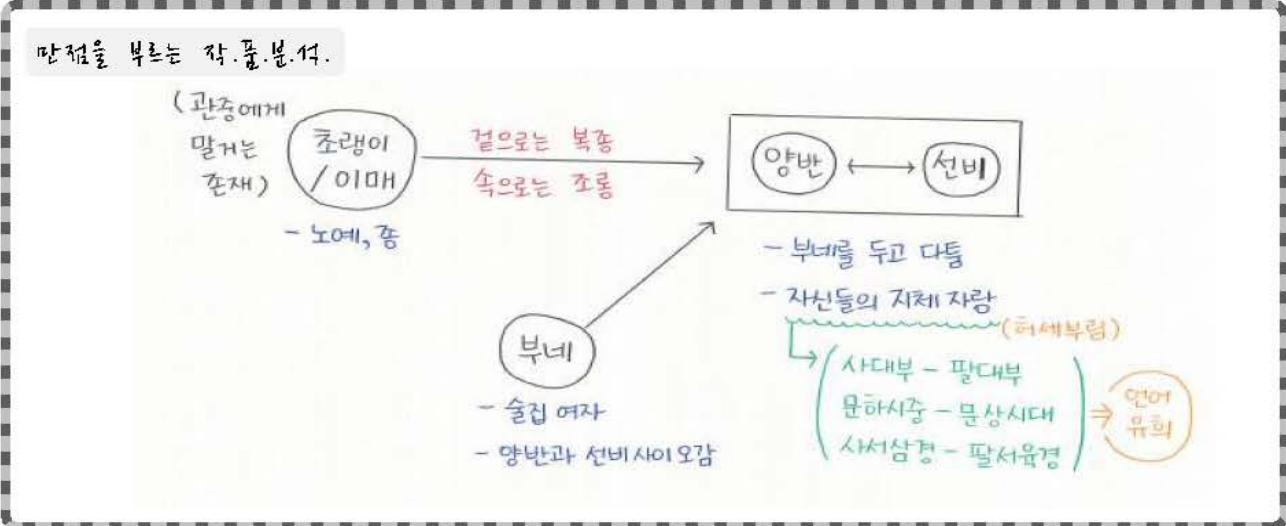 만점을 부르는 작.품.분.석.
(관중에게
말거는
존재)
초랭이
/이매
- 노예, 종
겉으로는 복종
속으로는 조롱
양반 ↔ 선비
- 부네를 두고 다툼
- 자신들의 지체 자랑
(허세부림)
사대부 - 팔대부
문하시중 - 문상시대
사서삼경 - 팔서육경
⇒ 언어
유희
부네
- 술집 여자
- 양반과 선비 사이 오감